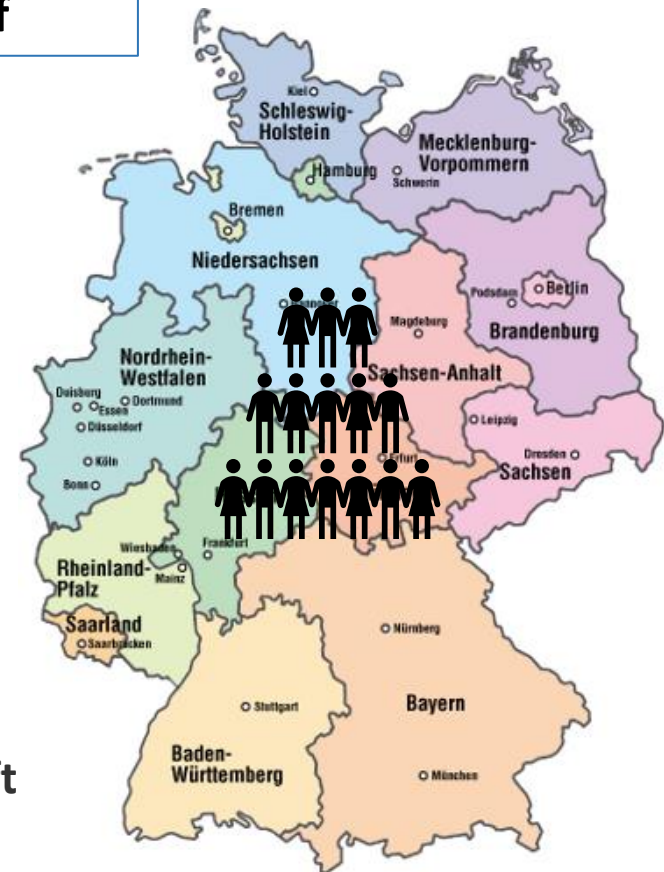 f
Kiel
Schleswig-
Holstein
Mecklenburg-
Vorpommern
Hamburg
Schwerin
Bremen
Niedersachsen
Berlin
Potsdam
Hannover
Magdeburg
Brandenburg
Nordrhein-
Westfalen
Sachsen-Anhalt
Duisburg
Essen
Dortmund
Düsseldorf
Leipzig
Köln
Erfurt
Dresden
Sachsen
Bonn
Wiesbaden
Frankfurt
Mainz
Rheinland-
Pfalz
Saarland
Saarbrücken
Nürnberg
Stuttgart
Bayern
Baden-
Württemberg
München
ft